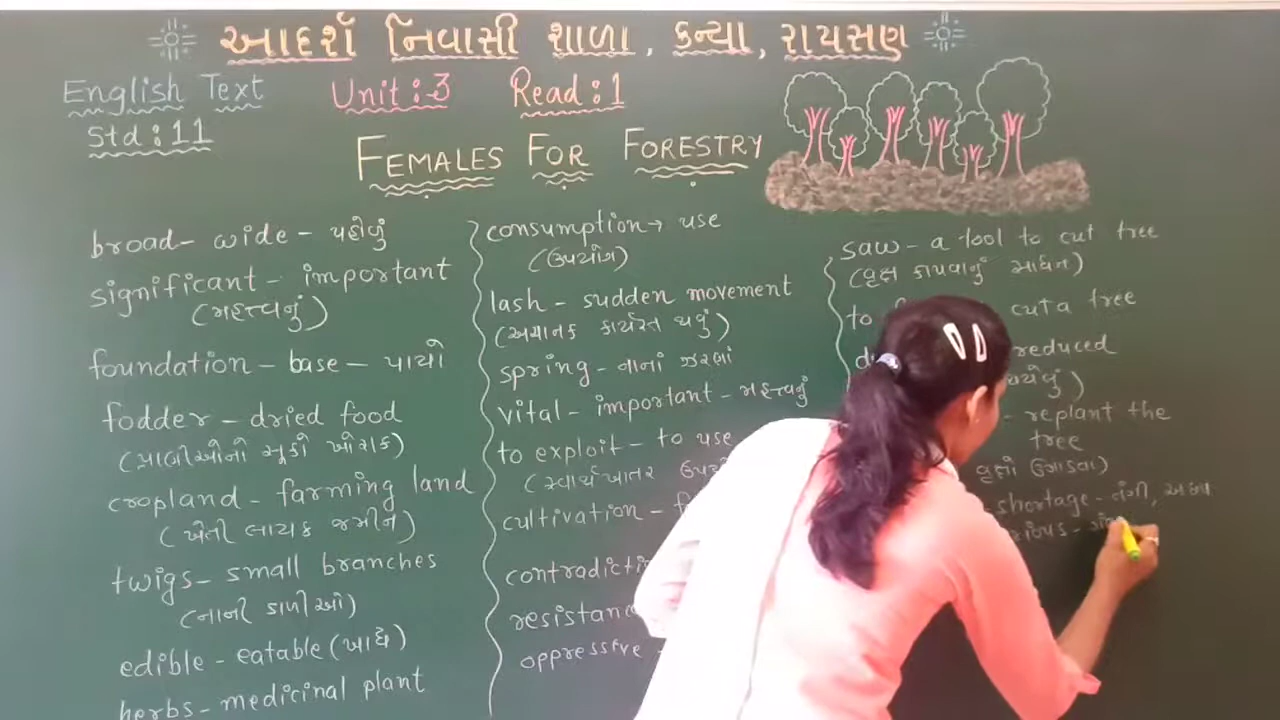 આદર્શ નિવાસી શાળા, કન્યા, રાયસણ
English Text Unit:3 Read:1
Std:11
FEMALES FOR FORESTRY
broad- wide - પહોળું
significant - important
(મહત્ત્વનું)
foundation - base - પાયો
fodder - dried food
(પ્રાણીઓનો સૂકો ખોરાક)
cropland - farming land
(ખેતી લાયક જમીન)
twigs - small branches
(નાની ડાળીઓ)
edible - eatable (ખાદ્ય)
herbs - medicinal plant
consumption → use
(ઉપયોગ)
lash - sudden movement
(અચાનક કાર્યરત થવું)
spring - નાનાં ઝરણાં
vital - important - મહત્ત્વનું
to exploit - to use
(સ્વાર્થ ખાતર
cultivation -
oppressive -
saw - a tool to cut tree
(વૃક્ષ કાપવાનું સાધન)
to cut a tree
reduced
- replant the
tree
વૃક્ષો ઉગાડવા)
- shortage - તંગી,